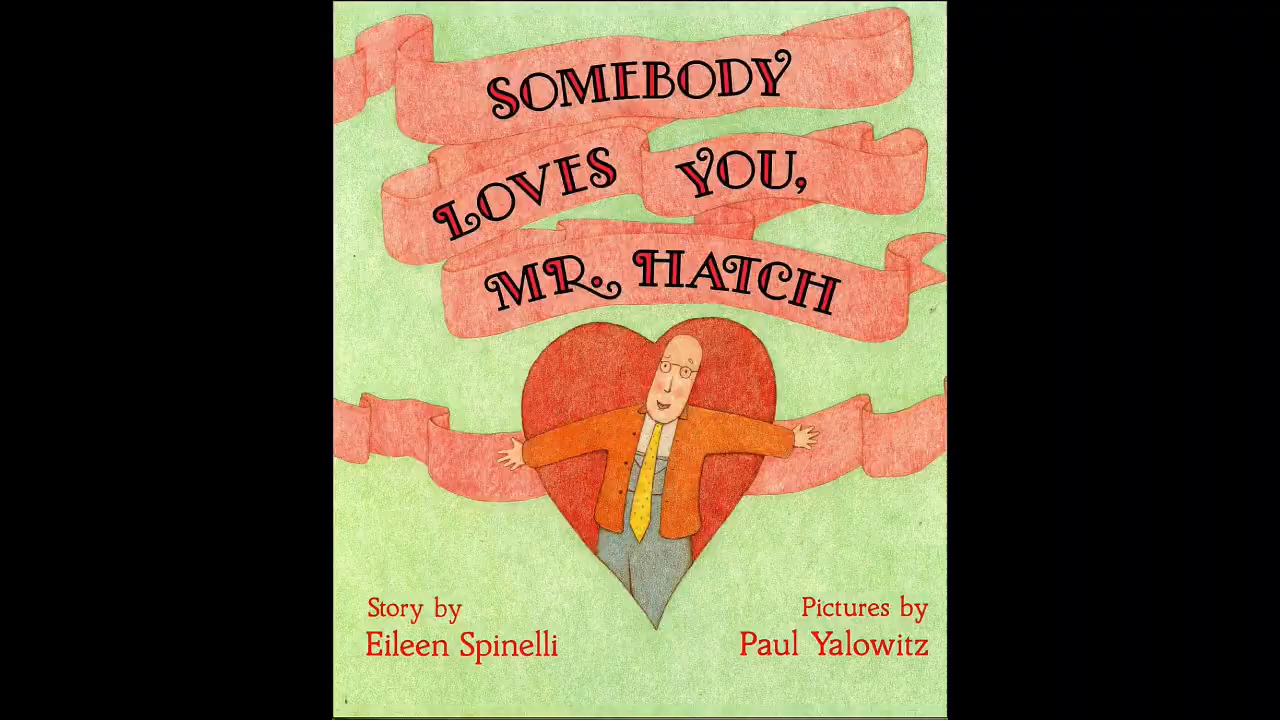 SOMEBODY
LOVES YOU,
MR. HATCH
Story by
Eileen Spinelli
Pictures by
Paul Yalowitz